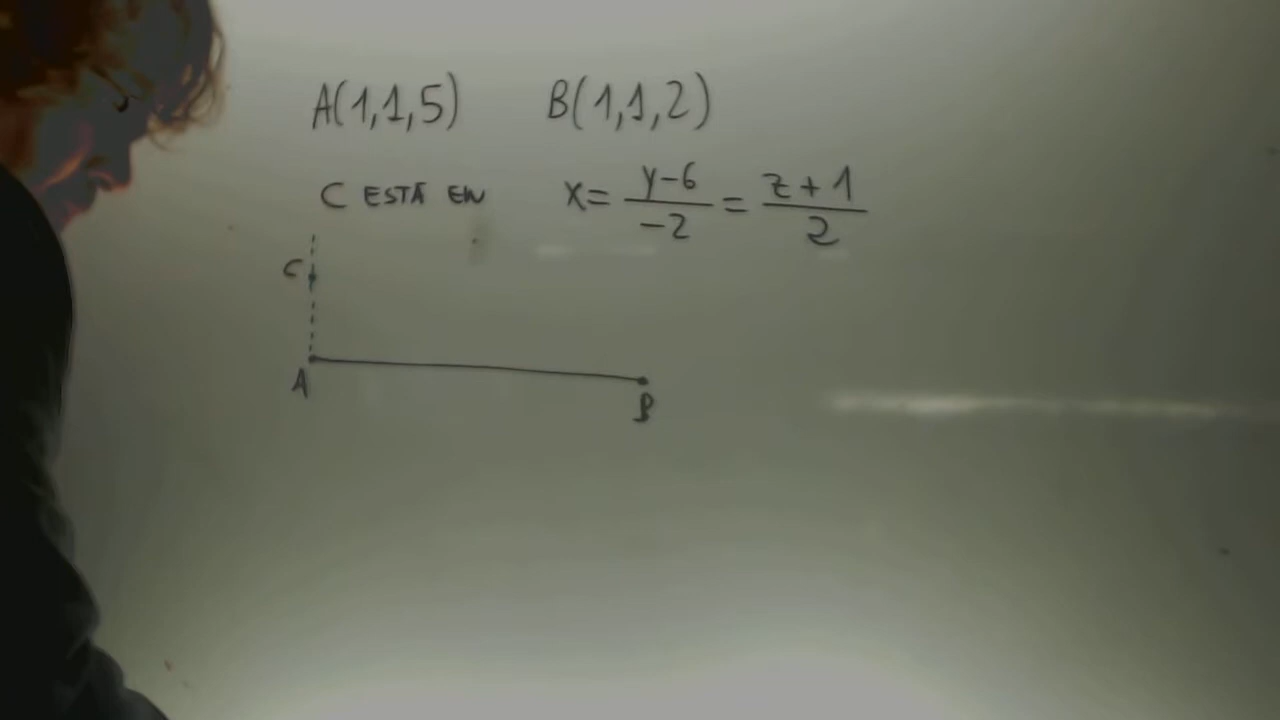 A(1,1,5) B(1,1,2)
C ESTÁ EN x = y-6/-2 = z+1/2
C
A
B